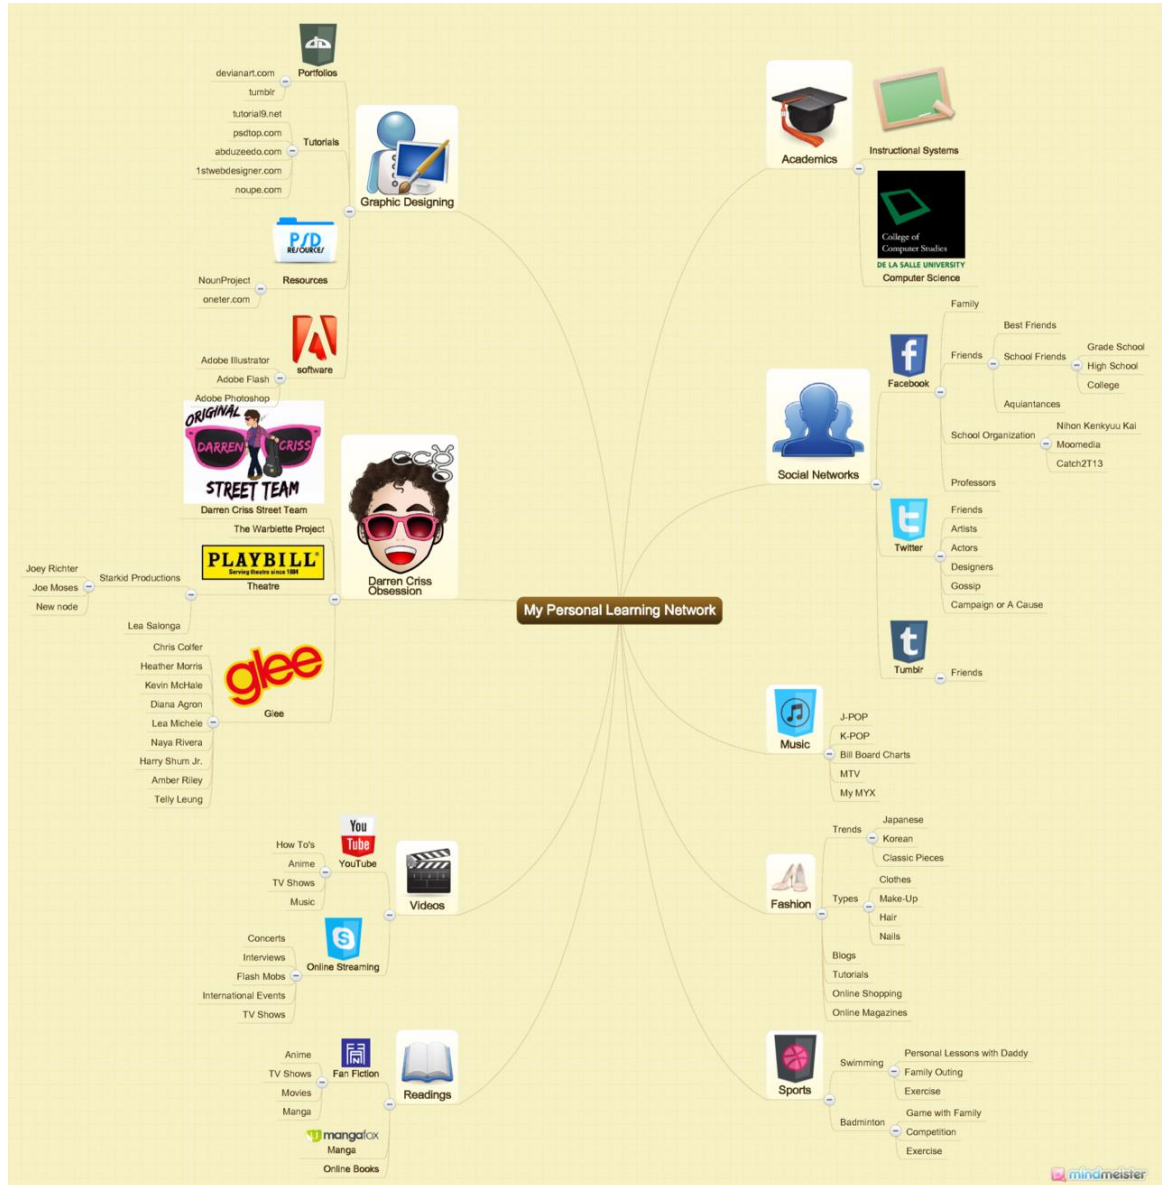 My Personal Learning Network
Graphic Designing
Portfolios
devianart.com
tumblr
Tutorials
tutorial9.net
psdtop.com
abduzeedo.com
1stwebdesigner.com
noupe.com
PSD
RESOURCES
Resources
NounProject
oneter.com
software
Adobe Illustrator
Adobe Flash
Adobe Photoshop
ccg
Darren Criss
Obsession
ORIGINAL
DARREN CRISS
STREET TEAM
Darren Criss Street Team
The Warblette Project
PLAYBILL®
Serving theatre since 1884
Theatre
Starkid Productions
Joey Richter
Joe Moses
New node
Lea Salonga
glee
Glee
Chris Colfer
Heather Morris
Kevin McHale
Diana Agron
Lea Michele
Naya Rivera
Harry Shum Jr.
Amber Riley
Telly Leung
Videos
You
Tube
YouTube
How To's
Anime
TV Shows
Music
Online Streaming
Concerts
Interviews
Flash Mobs
International Events
TV Shows
Readings
Fan Fiction
Anime
TV Shows
Movies
Manga
mangafox
Manga
Online Books
Academics
Instructional Systems
College of
Computer Studies
DE LA SALLE UNIVERSITY
Computer Science
Social Networks
f
Facebook
Family
Friends
Best Friends
School Friends
Grade School
High School
College
Aquiantances
School Organization
Nihon Kenkyuu Kai
Moomedia
Catch2T13
Professors
t
Twitter
Friends
Artists
Actors
Designers
Gossip
Campaign or A Cause
t
Tumblr
Friends
Music
J-POP
K-POP
Bill Board Charts
MTV
My MYX
Fashion
Trends
Japanese
Korean
Classic Pieces
Types
Clothes
Make-Up
Hair
Nails
Blogs
Tutorials
Online Shopping
Online Magazines
Sports
Swimming
Personal Lessons with Daddy
Family Outing
Exercise
Badminton
Game with Family
Competition
Exercise
mindmeister